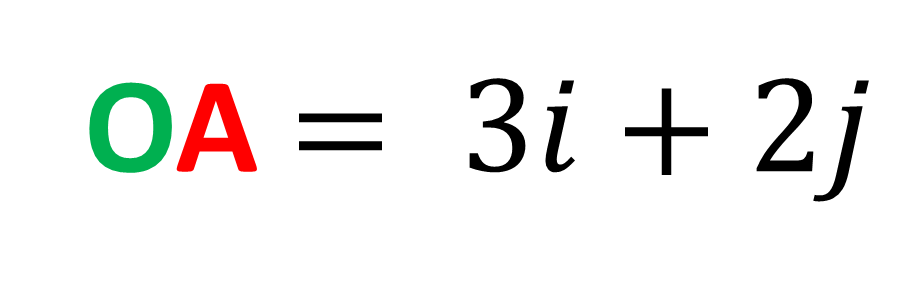 OA = 3i + 2j